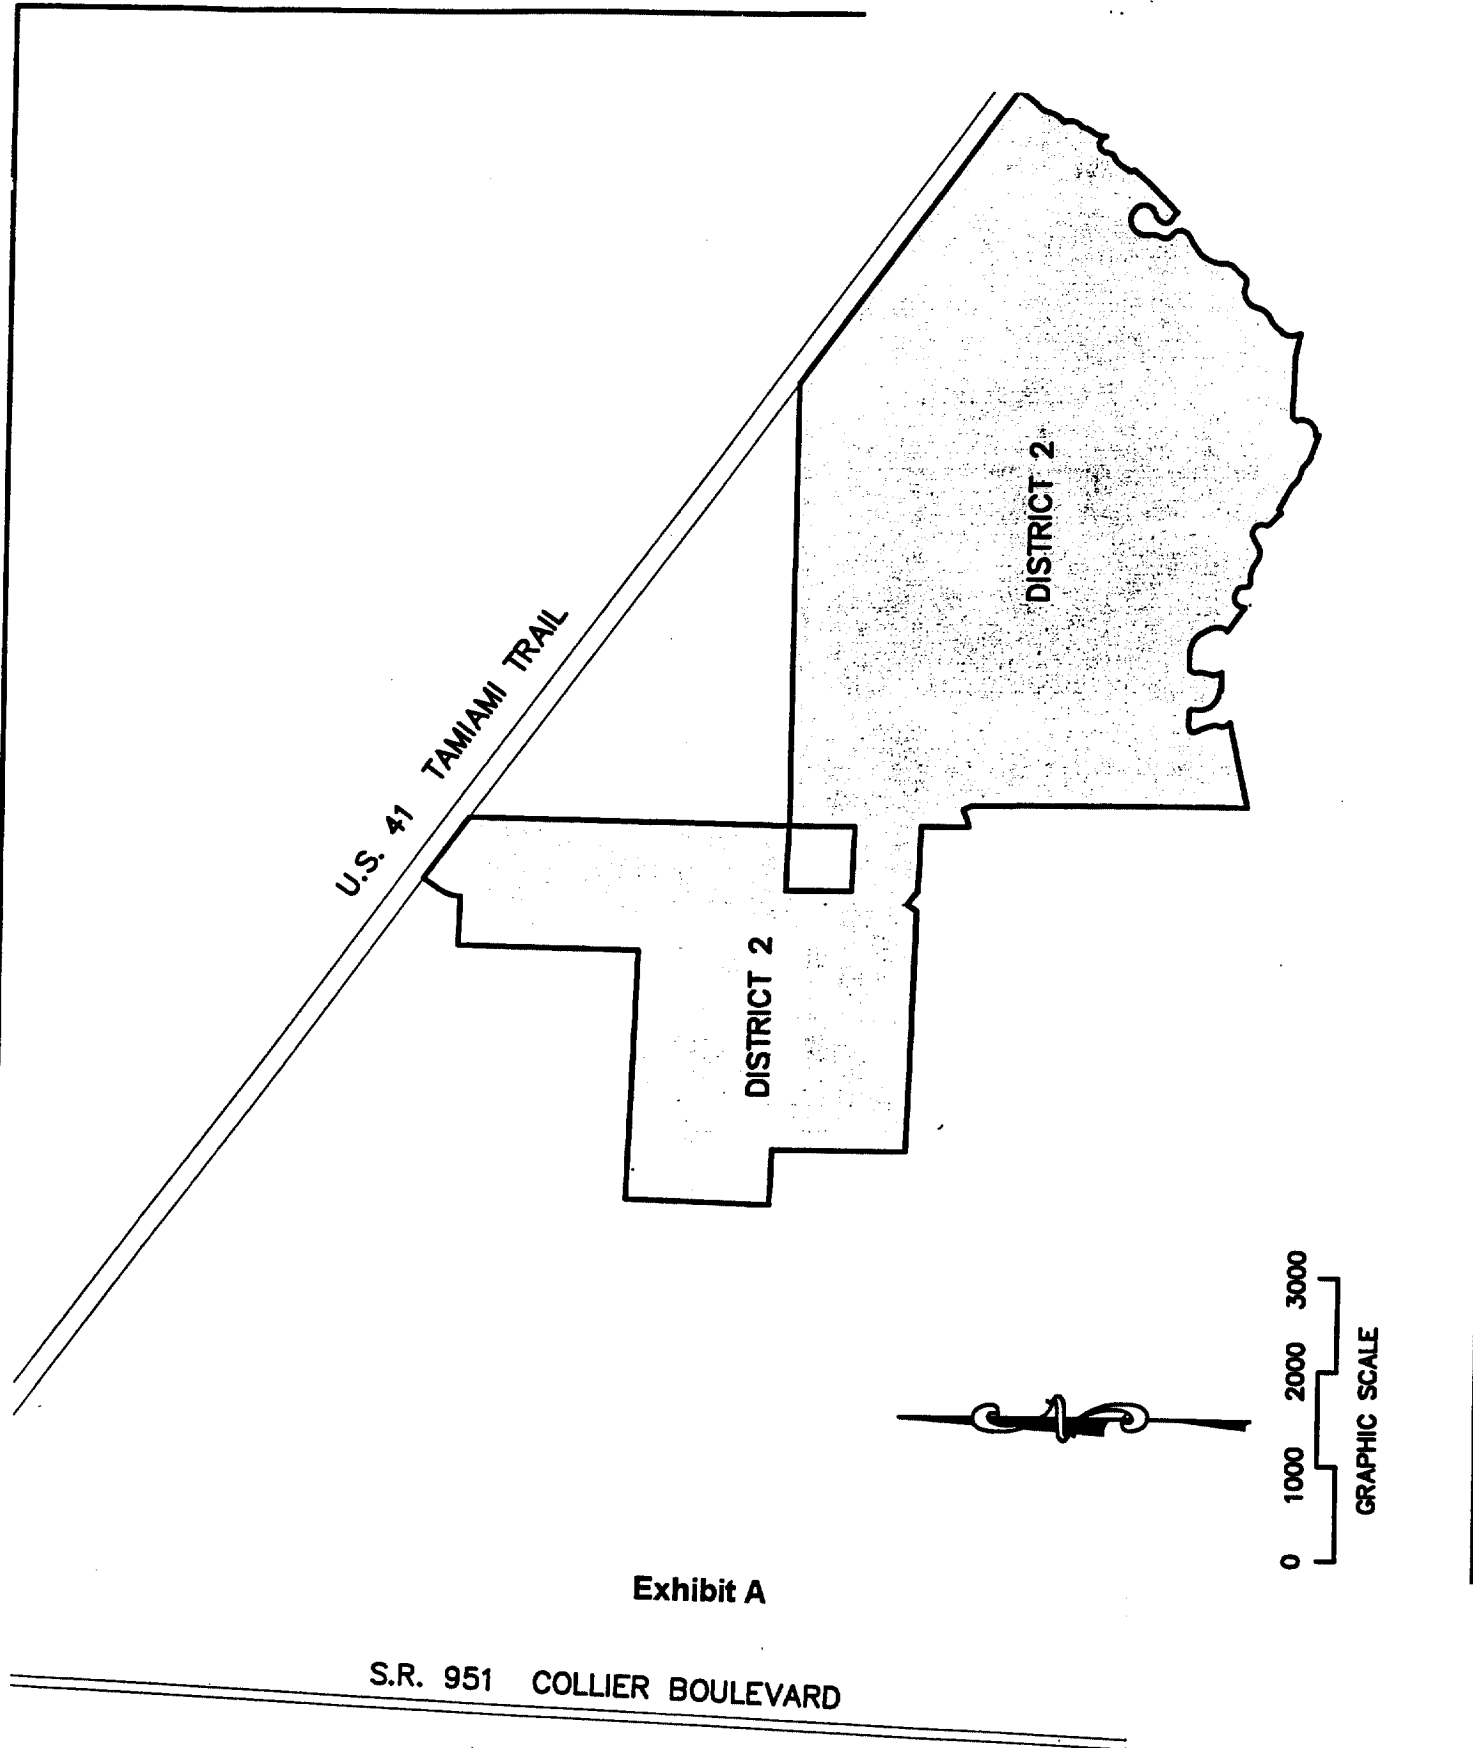 U.S. 41 TAMIAMI TRAIL
DISTRICT 2
DISTRICT 2
0 1000 2000 3000
GRAPHIC SCALE
Exhibit A
S.R. 951 COLLIER BOULEVARD